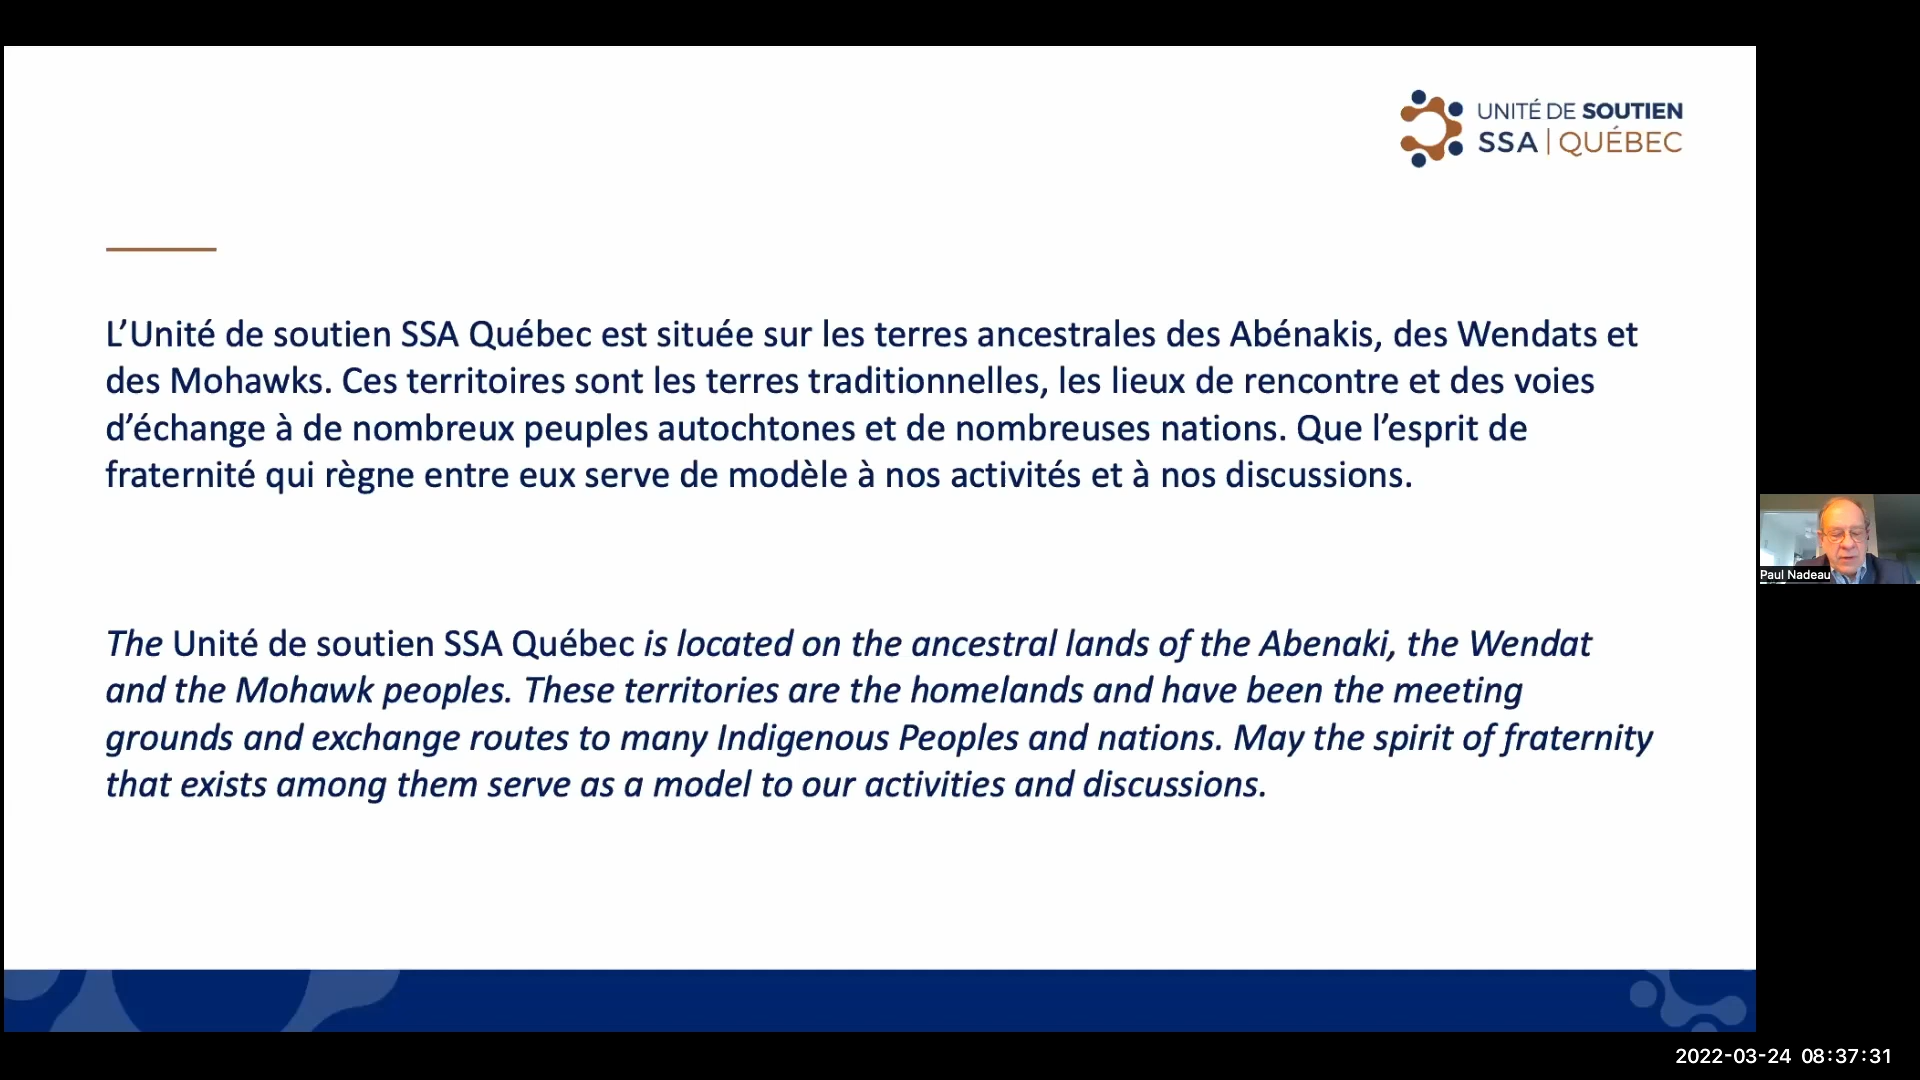 UNITÉ DE SOUTIEN
SSA | QUÉBEC
L’Unité de soutien SSA Québec est située sur les terres ancestrales des Abénakis, des Wendats et
des Mohawks. Ces territoires sont les terres traditionnelles, les lieux de rencontre et des voies
d’échange à de nombreux peuples autochtones et de nombreuses nations. Que l’esprit de
fraternité qui règne entre eux serve de modèle à nos activités et à nos discussions.
The Unité de soutien SSA Québec is located on the ancestral lands of the Abenaki, the Wendat
and the Mohawk peoples. These territories are the homelands and have been the meeting
grounds and exchange routes to many Indigenous Peoples and nations. May the spirit of fraternity
that exists among them serve as a model to our activities and discussions.
Paul Nadeau
2022-03-24 08:37:31